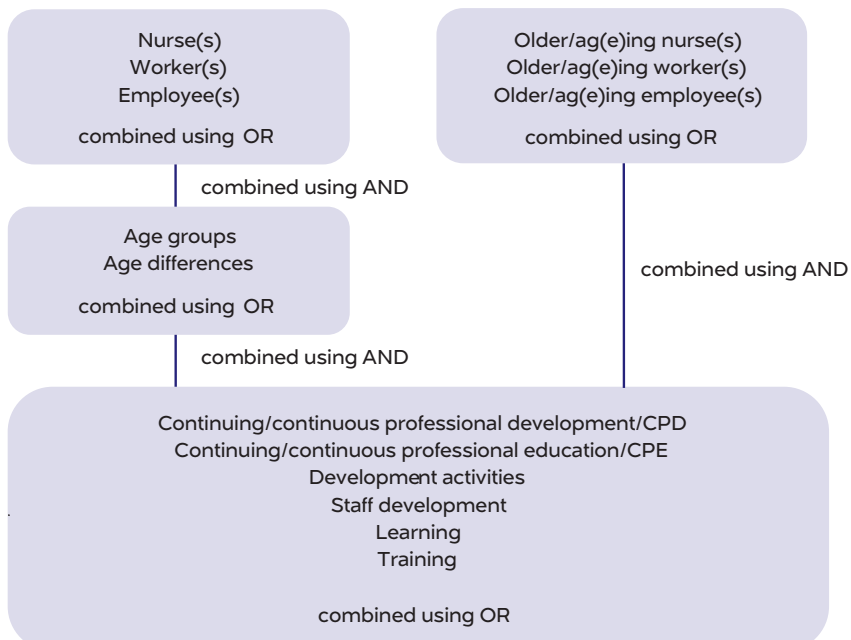 Nurse(s)
Worker(s)
Employee(s)
combined using OR
Older/ag(e)ing nurse(s)
Older/ag(e)ing worker(s)
Older/ag(e)ing employee(s)
combined using OR
combined using AND
Age groups
Age differences
combined using OR
combined using AND
combined using AND
Continuing/continuous professional development/CPD
Continuing/continuous professional education/CPE
Development activities
Staff development
Learning
Training
combined using OR